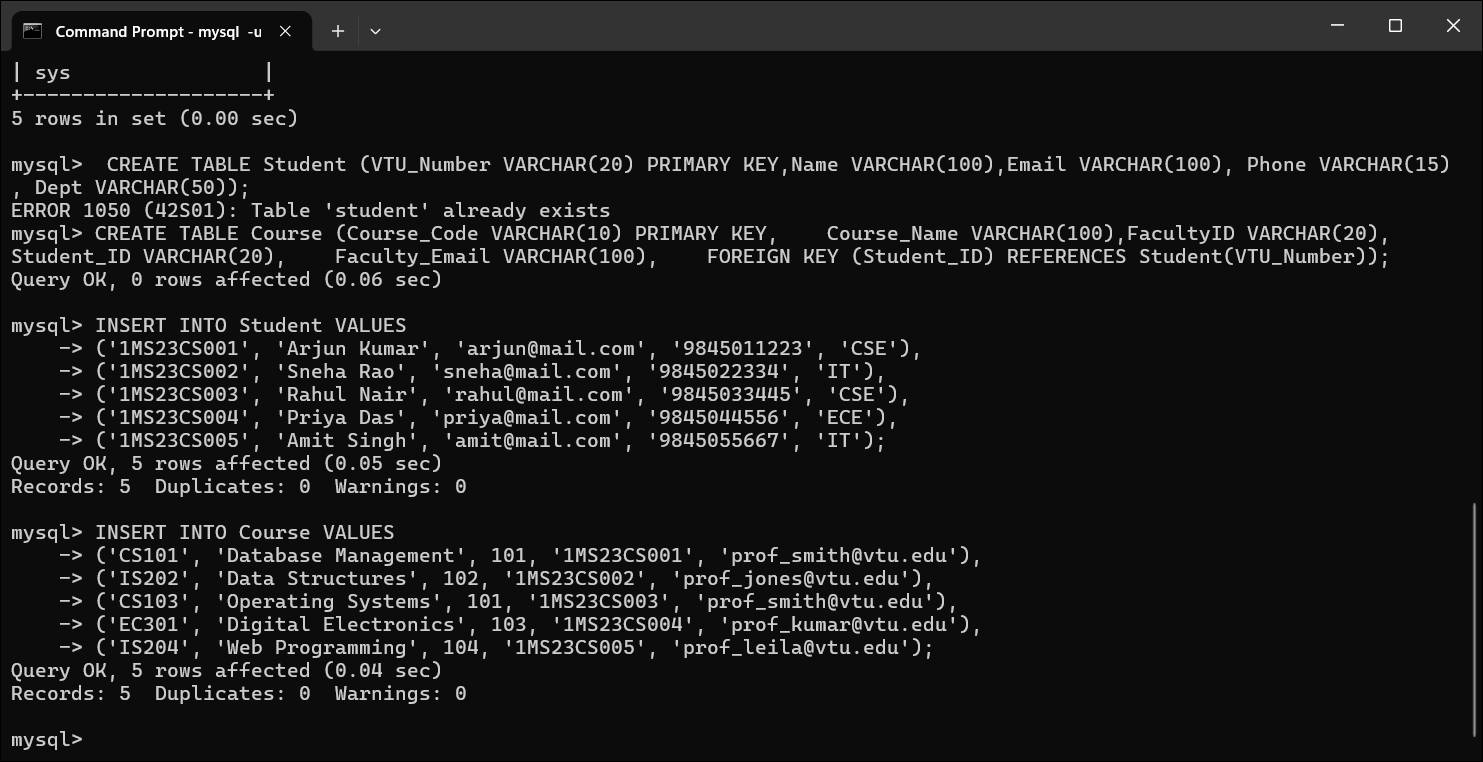 Command Prompt - mysql  -u
| sys                |
+--------------------+
5 rows in set (0.00 sec)
mysql>  CREATE TABLE Student (VTU_Number VARCHAR(20) PRIMARY KEY,Name VARCHAR(100),Email VARCHAR(100), Phone VARCHAR(15)
, Dept VARCHAR(50));
ERROR 1050 (42S01): Table 'student' already exists
mysql> CREATE TABLE Course (Course_Code VARCHAR(10) PRIMARY KEY,    Course_Name VARCHAR(100),FacultyID VARCHAR(20),
Student_ID VARCHAR(20),    Faculty_Email VARCHAR(100),    FOREIGN KEY (Student_ID) REFERENCES Student(VTU_Number));
Query OK, 0 rows affected (0.06 sec)
mysql> INSERT INTO Student VALUES
    -> ('1MS23CS001', 'Arjun Kumar', 'arjun@mail.com', '9845011223', 'CSE'),
    -> ('1MS23CS002', 'Sneha Rao', 'sneha@mail.com', '9845022334', 'IT'),
    -> ('1MS23CS003', 'Rahul Nair', 'rahul@mail.com', '9845033445', 'CSE'),
    -> ('1MS23CS004', 'Priya Das', 'priya@mail.com', '9845044556', 'ECE'),
    -> ('1MS23CS005', 'Amit Singh', 'amit@mail.com', '9845055667', 'IT');
Query OK, 5 rows affected (0.05 sec)
Records: 5  Duplicates: 0  Warnings: 0
mysql> INSERT INTO Course VALUES
    -> ('CS101', 'Database Management', 101, '1MS23CS001', 'prof_smith@vtu.edu'),
    -> ('IS202', 'Data Structures', 102, '1MS23CS002', 'prof_jones@vtu.edu'),
    -> ('CS103', 'Operating Systems', 101, '1MS23CS003', 'prof_smith@vtu.edu'),
    -> ('EC301', 'Digital Electronics', 103, '1MS23CS004', 'prof_kumar@vtu.edu'),
    -> ('IS204', 'Web Programming', 104, '1MS23CS005', 'prof_leila@vtu.edu');
Query OK, 5 rows affected (0.04 sec)
Records: 5  Duplicates: 0  Warnings: 0
mysql>